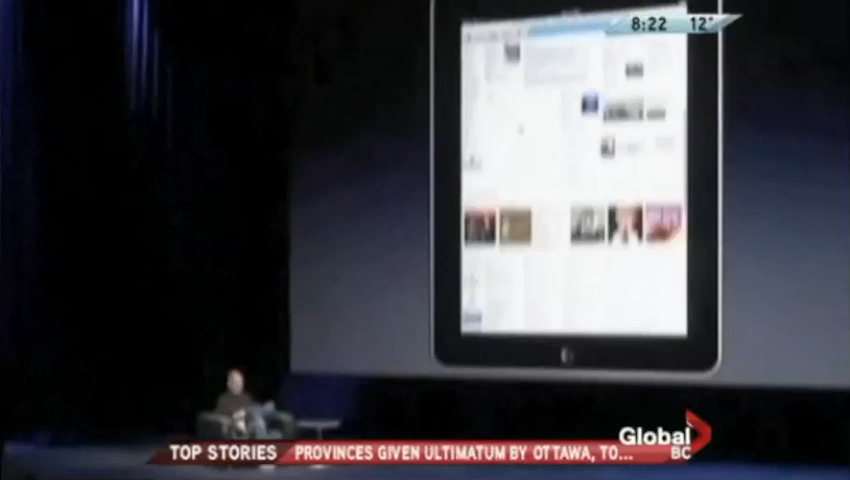 8:22 12°
Global
BC
TOP STORIES PROVINCES GIVEN ULTIMATUM BY OTTAWA, TO...